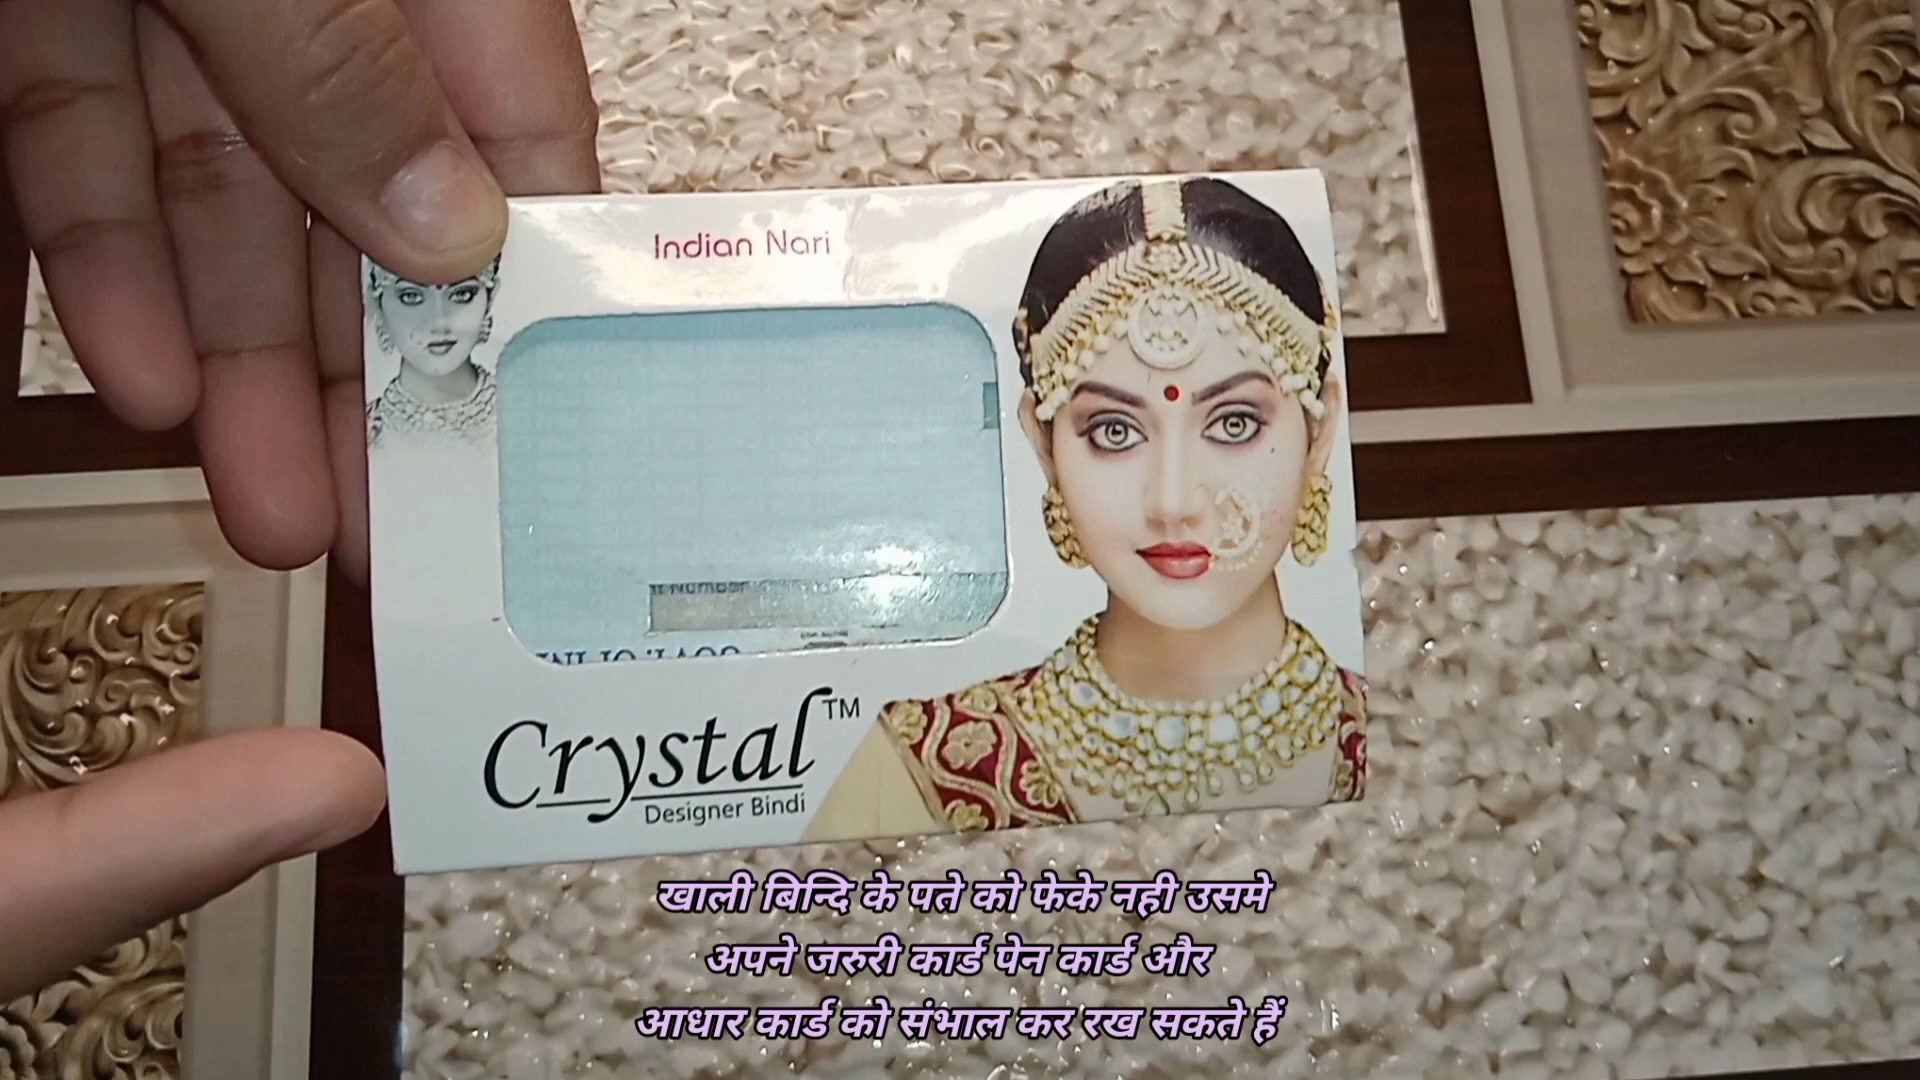 Indian Nari
Crystal™
Designer Bindi
खाली बिन्दि के पते को फेके नही उसमे
अपने जरुरी कार्ड पेन कार्ड और
आधार कार्ड को संभाल कर रख सकते हैं